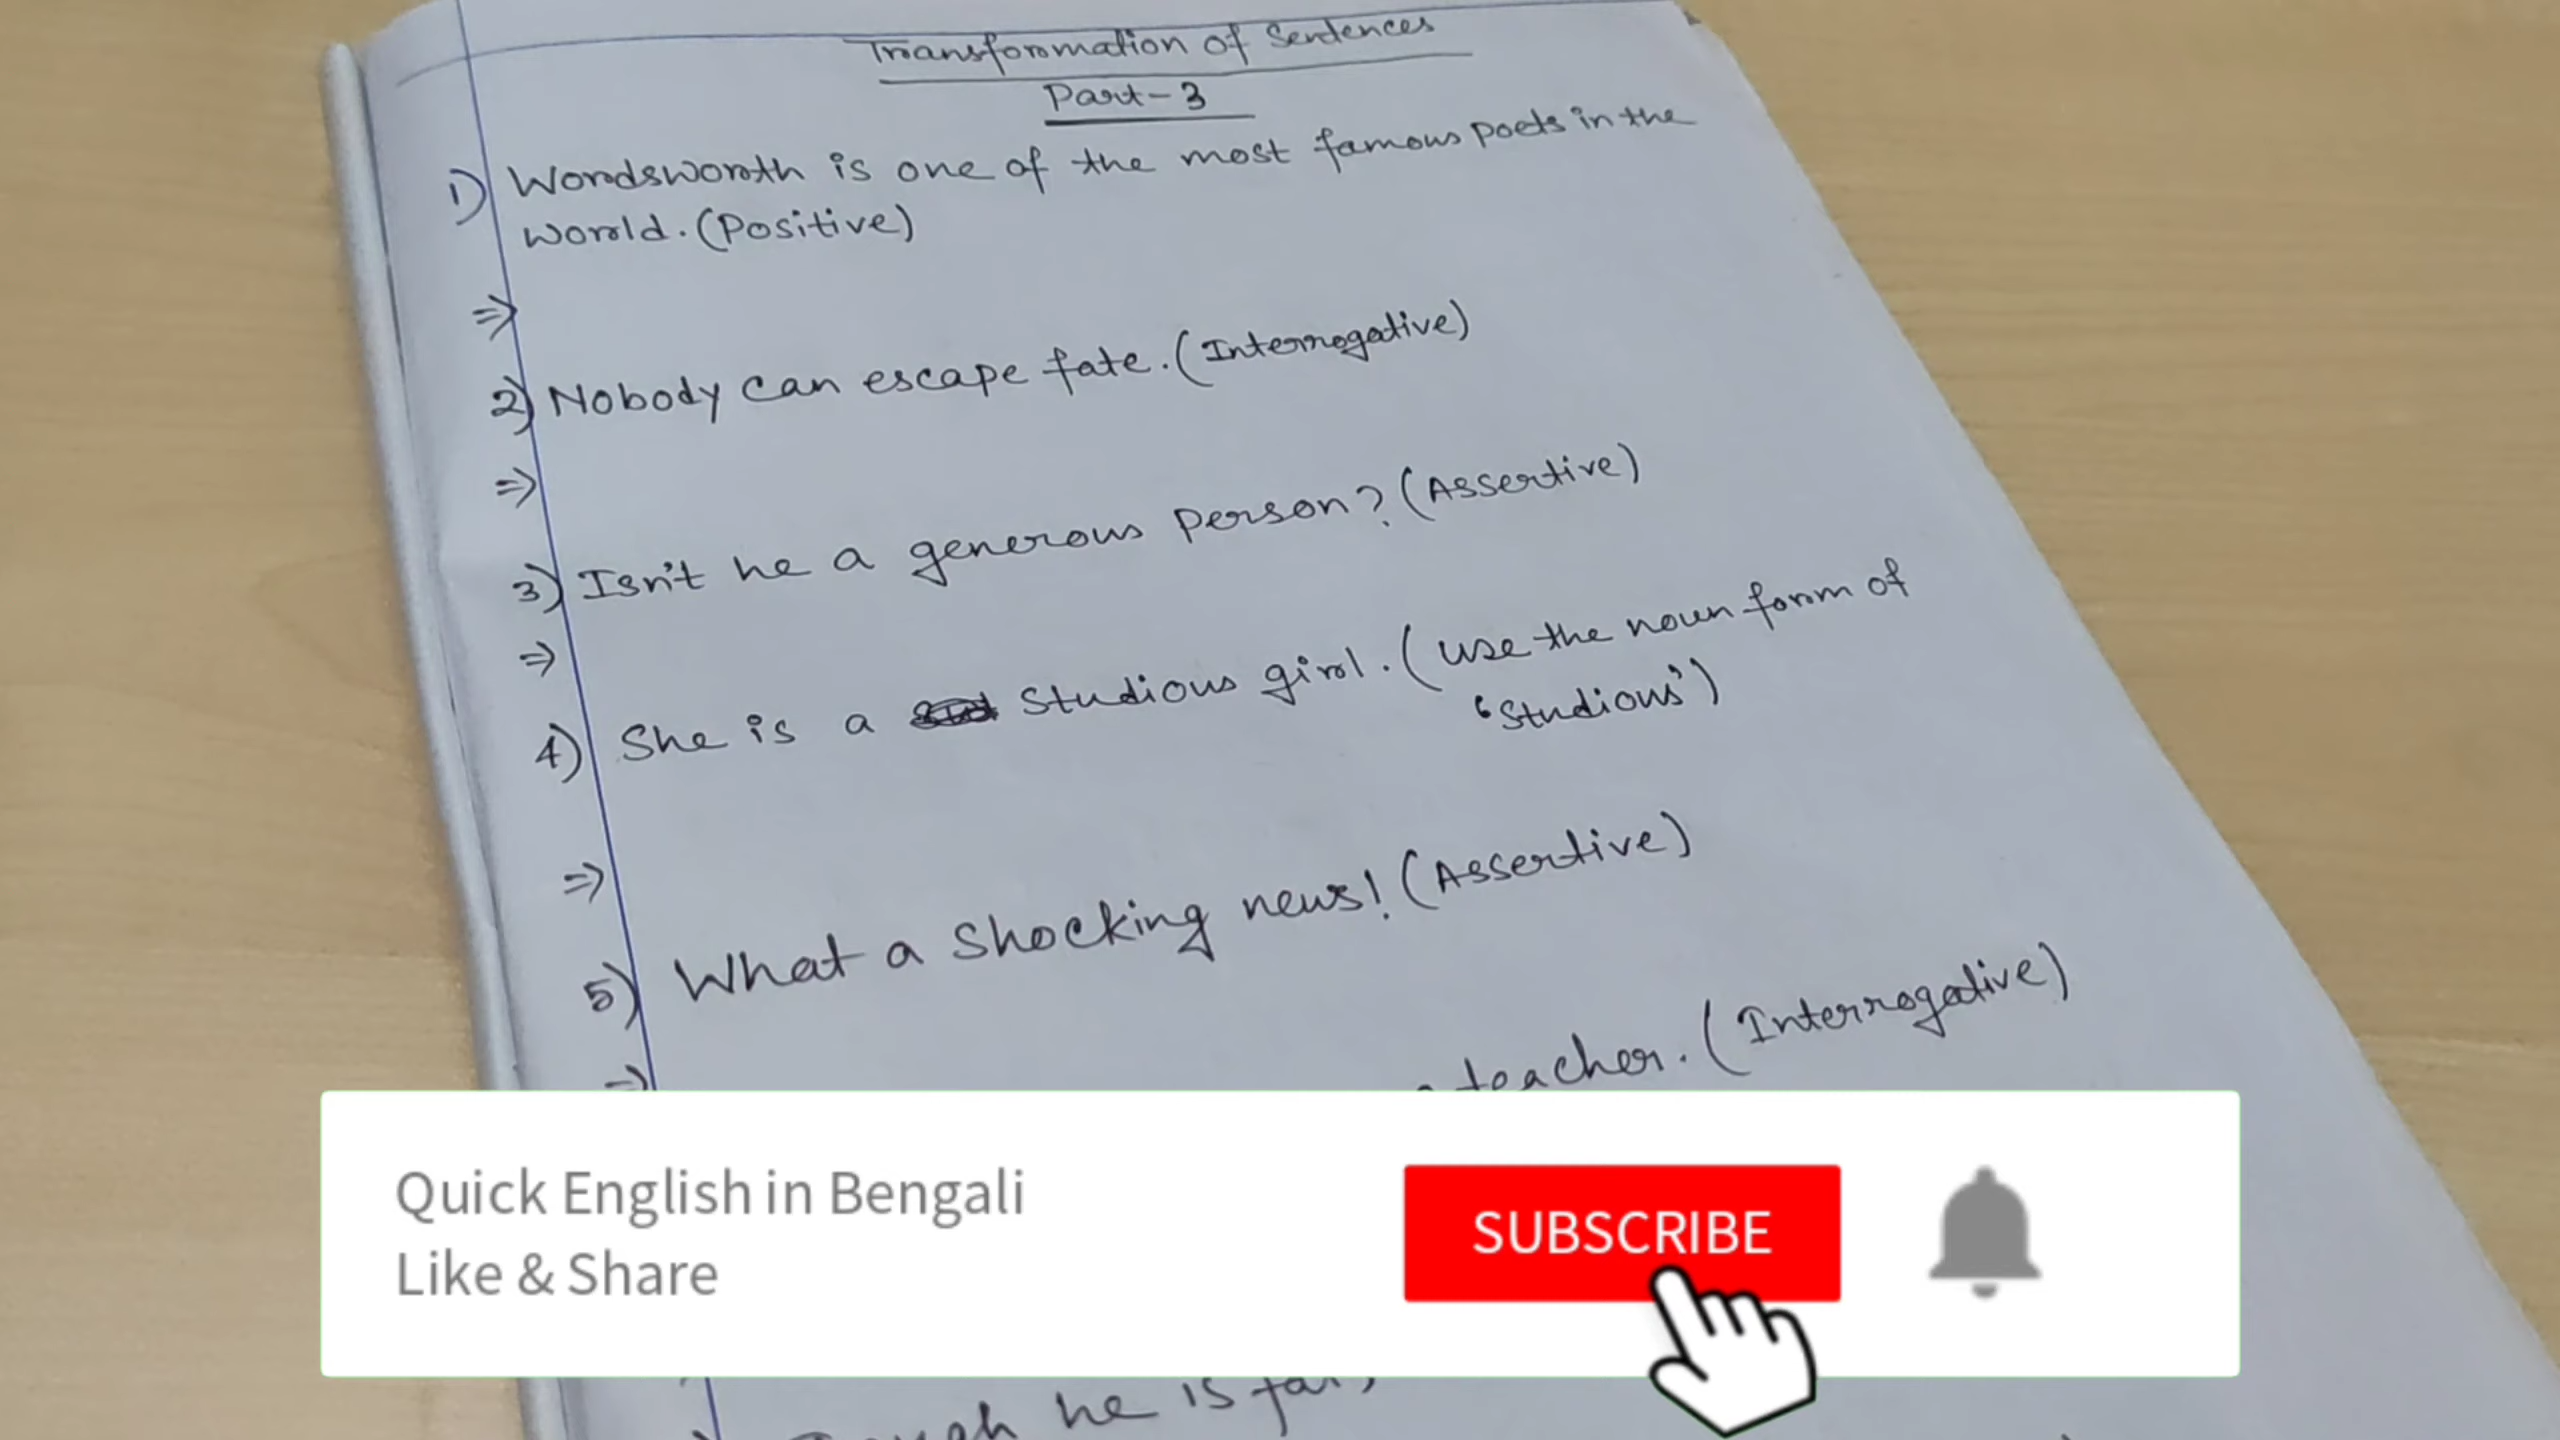 Transformation of Sentences
Part-3
1) Wordsworth is one of the most famous poets in the
World. (Positive)
⇒
2) Nobody can escape fate. (Interrogative)
⇒
3) Isn't he a generous person? (Assertive)
⇒
4) She is a Studious girl. (use the noun form of
'Studious')
⇒
5) What a Shocking news! (Assertive)
⇒
teacher. (Interrogative)
Quick English in Bengali
Like & Share
SUBSCRIBE
he is